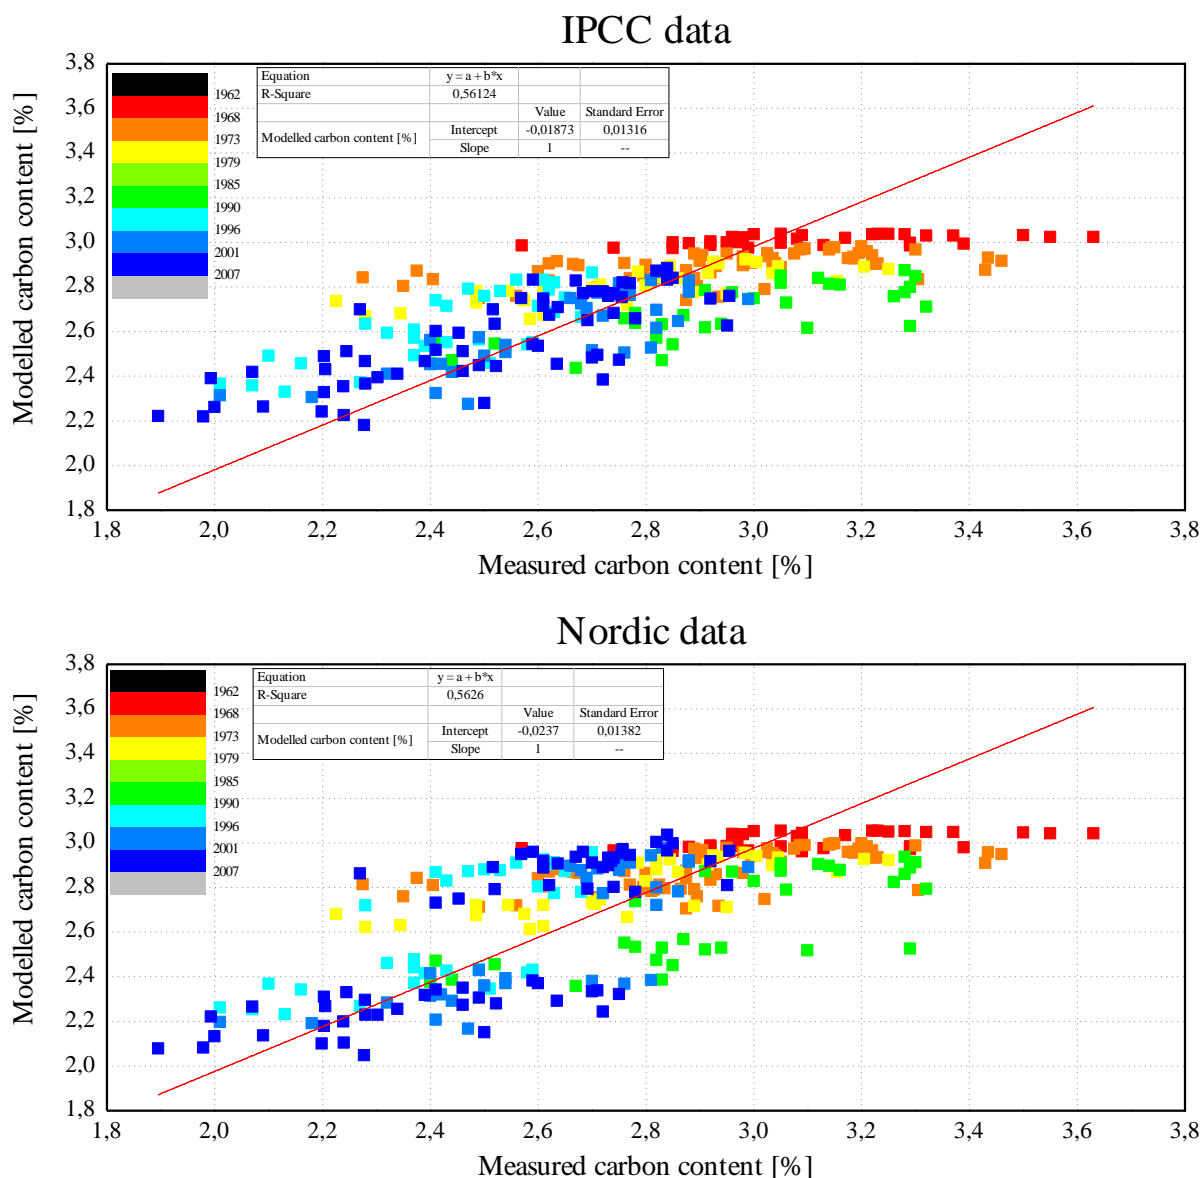 IPCC data
Modelled carbon content [%]
3,8
3,6
3,4
3,2
3,0
2,8
2,6
2,4
2,2
2,0
1,8
1962
1968
1973
1979
1985
1990
1996
2001
2007
Equation y = a + b*x
R-Square 0,56124
Value Standard Error
Modelled carbon content [%] Intercept -0,01873 0,01316
Slope 1 --
1,8 2,0 2,2 2,4 2,6 2,8 3,0 3,2 3,4 3,6 3,8
Measured carbon content [%]
Nordic data
Modelled carbon content [%]
3,8
3,6
3,4
3,2
3,0
2,8
2,6
2,4
2,2
2,0
1,8
1962
1968
1973
1979
1985
1990
1996
2001
2007
Equation y = a + b*x
R-Square 0,5626
Value Standard Error
Modelled carbon content [%] Intercept -0,0237 0,01382
Slope 1 --
1,8 2,0 2,2 2,4 2,6 2,8 3,0 3,2 3,4 3,6 3,8
Measured carbon content [%]